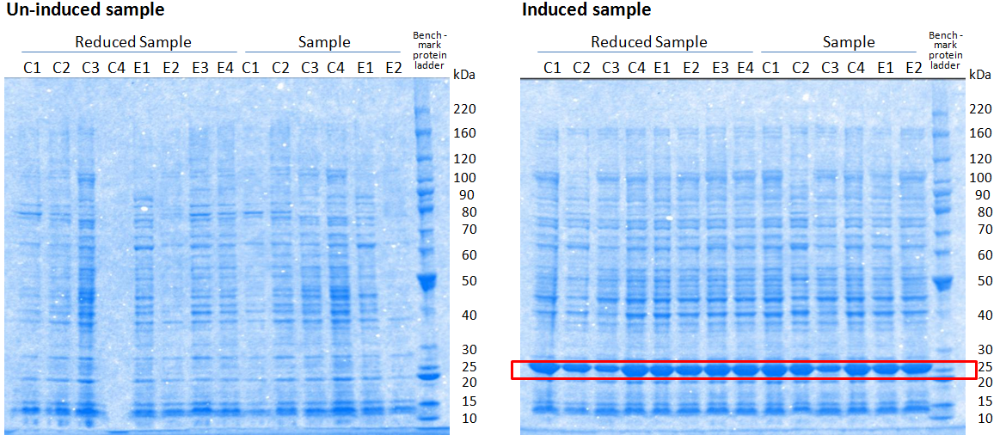 Un-induced sample
Reduced Sample Sample
Bench -
mark
protein
ladder
C1 C2 C3 C4 E1 E2 E3 E4 C1 C2 C3 C4 E1 E2
kDa
220
160
120
100
90
80
70
60
50
40
30
25
20
15
10
Induced sample
Reduced Sample Sample
Bench -
mark
protein
ladder
C1 C2 C3 C4 E1 E2 E3 E4 C1 C2 C3 C4 E1 E2
kDa
220
160
120
100
90
80
70
60
50
40
30
25
20
15
10